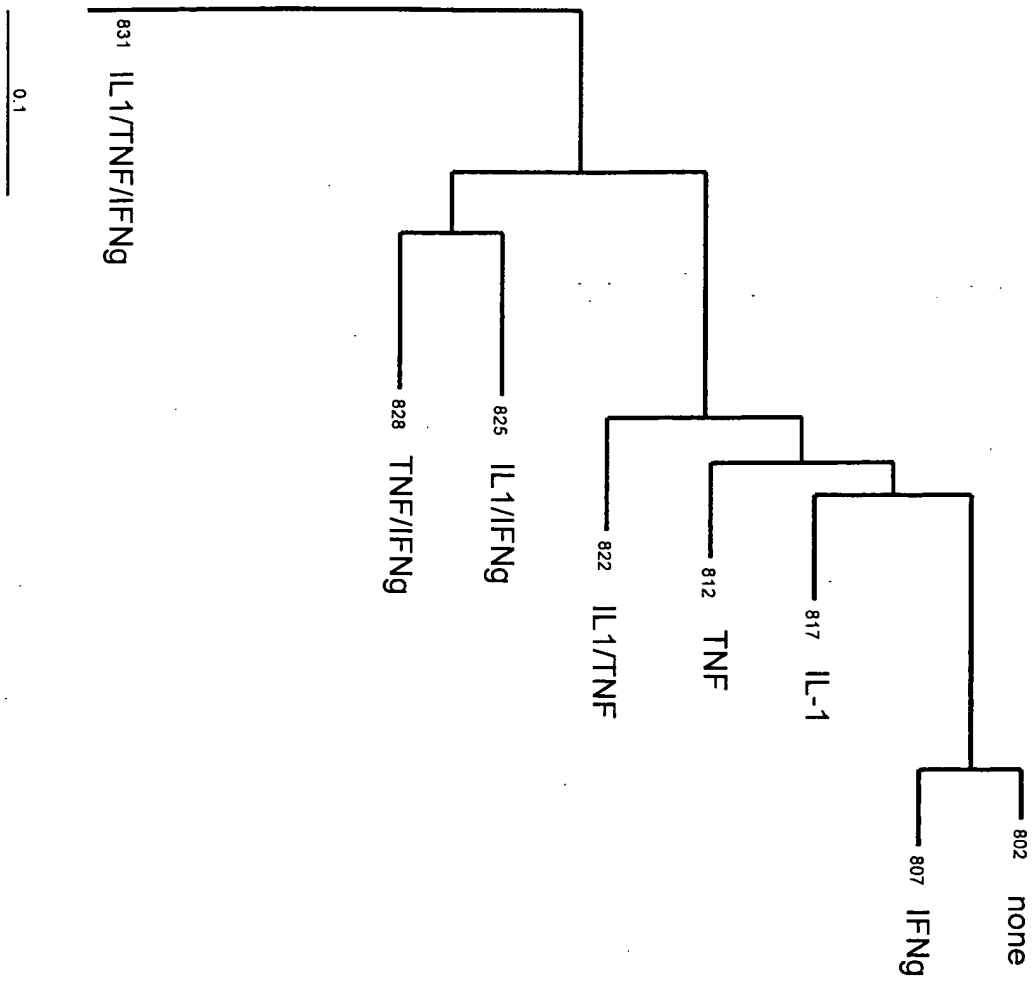 802 none
807 IFNg
817 IL-1
812 TNF
822 IL1/TNF
825 IL1/IFNg
828 TNF/IFNg
831 IL1/TNF/IFNg
0.1